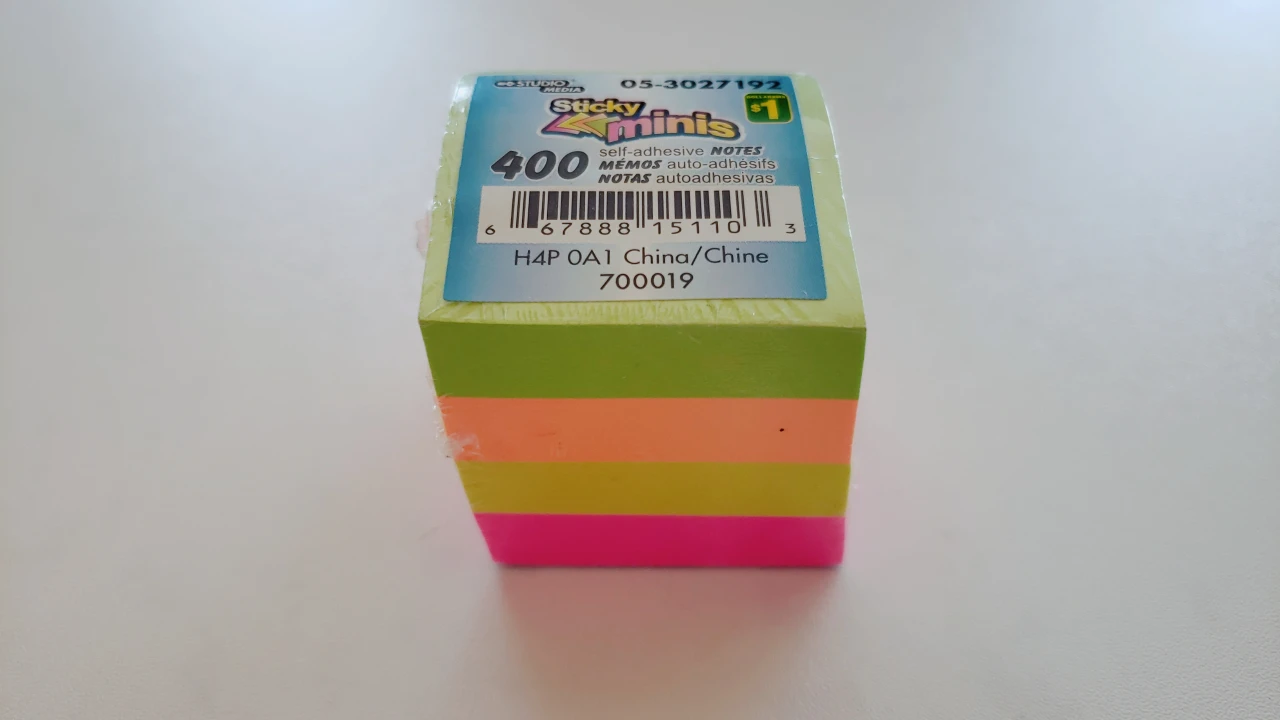 STUDIO
MEDIA
05-3027192
$1
Sticky
minis
400
self-adhesive NOTES
MÉMOS auto-adhésifs
NOTAS autoadhesivas
6 67888 15110 3
H4P 0A1 China/Chine
700019